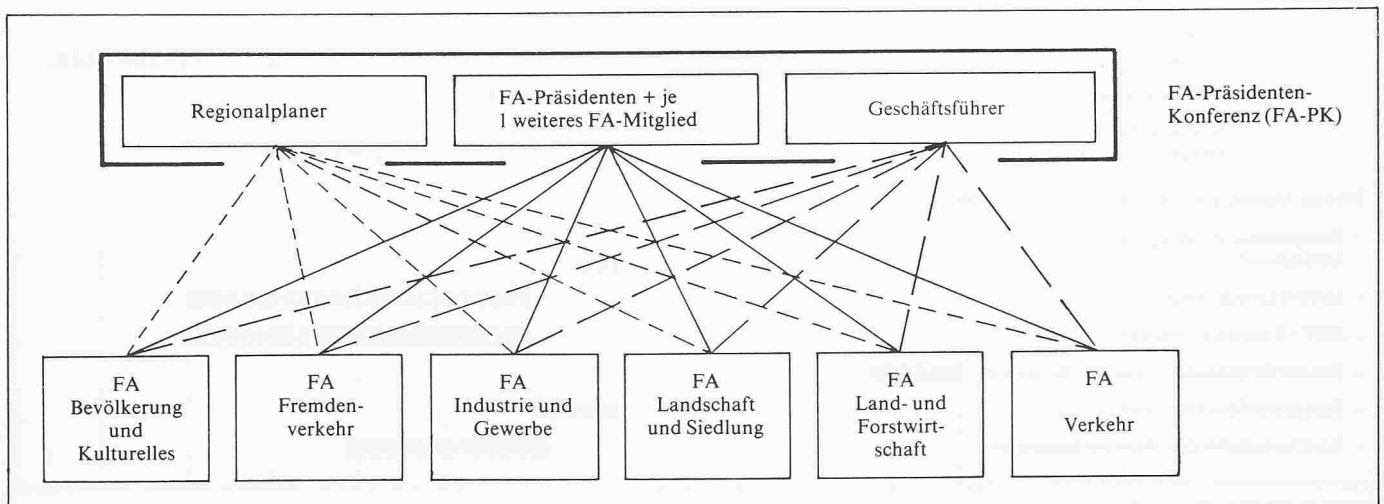 Regionalplaner
FA-Präsidenten + je
1 weiteres FA-Mitglied
Geschäftsführer
FA-Präsidenten-
Konferenz (FA-PK)
FA
Bevölkerung
und
Kulturelles
FA
Fremden-
verkehr
FA
Industrie und
Gewerbe
FA
Landschaft
und Siedlung
FA
Land- und
Forstwirt-
schaft
FA
Verkehr